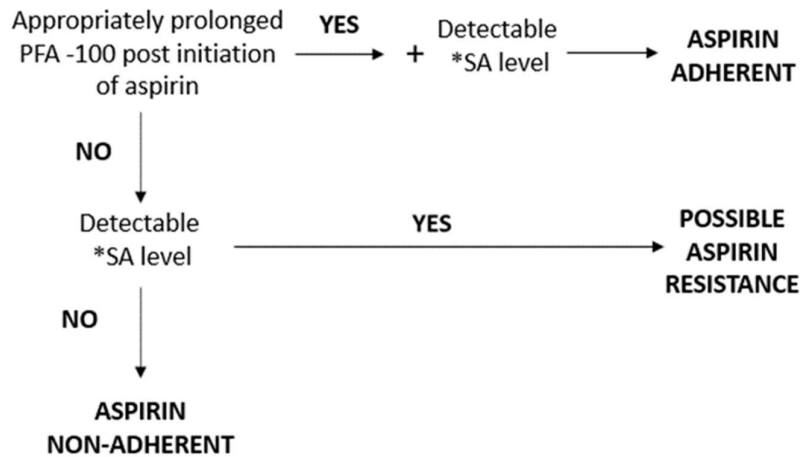 Appropriately prolonged
PFA -100 post initiation
of aspirin
YES
+
Detectable
*SA level
ASPIRIN
ADHERENT
NO
Detectable
*SA level
YES
POSSIBLE
ASPIRIN
RESISTANCE
NO
ASPIRIN
NON-ADHERENT